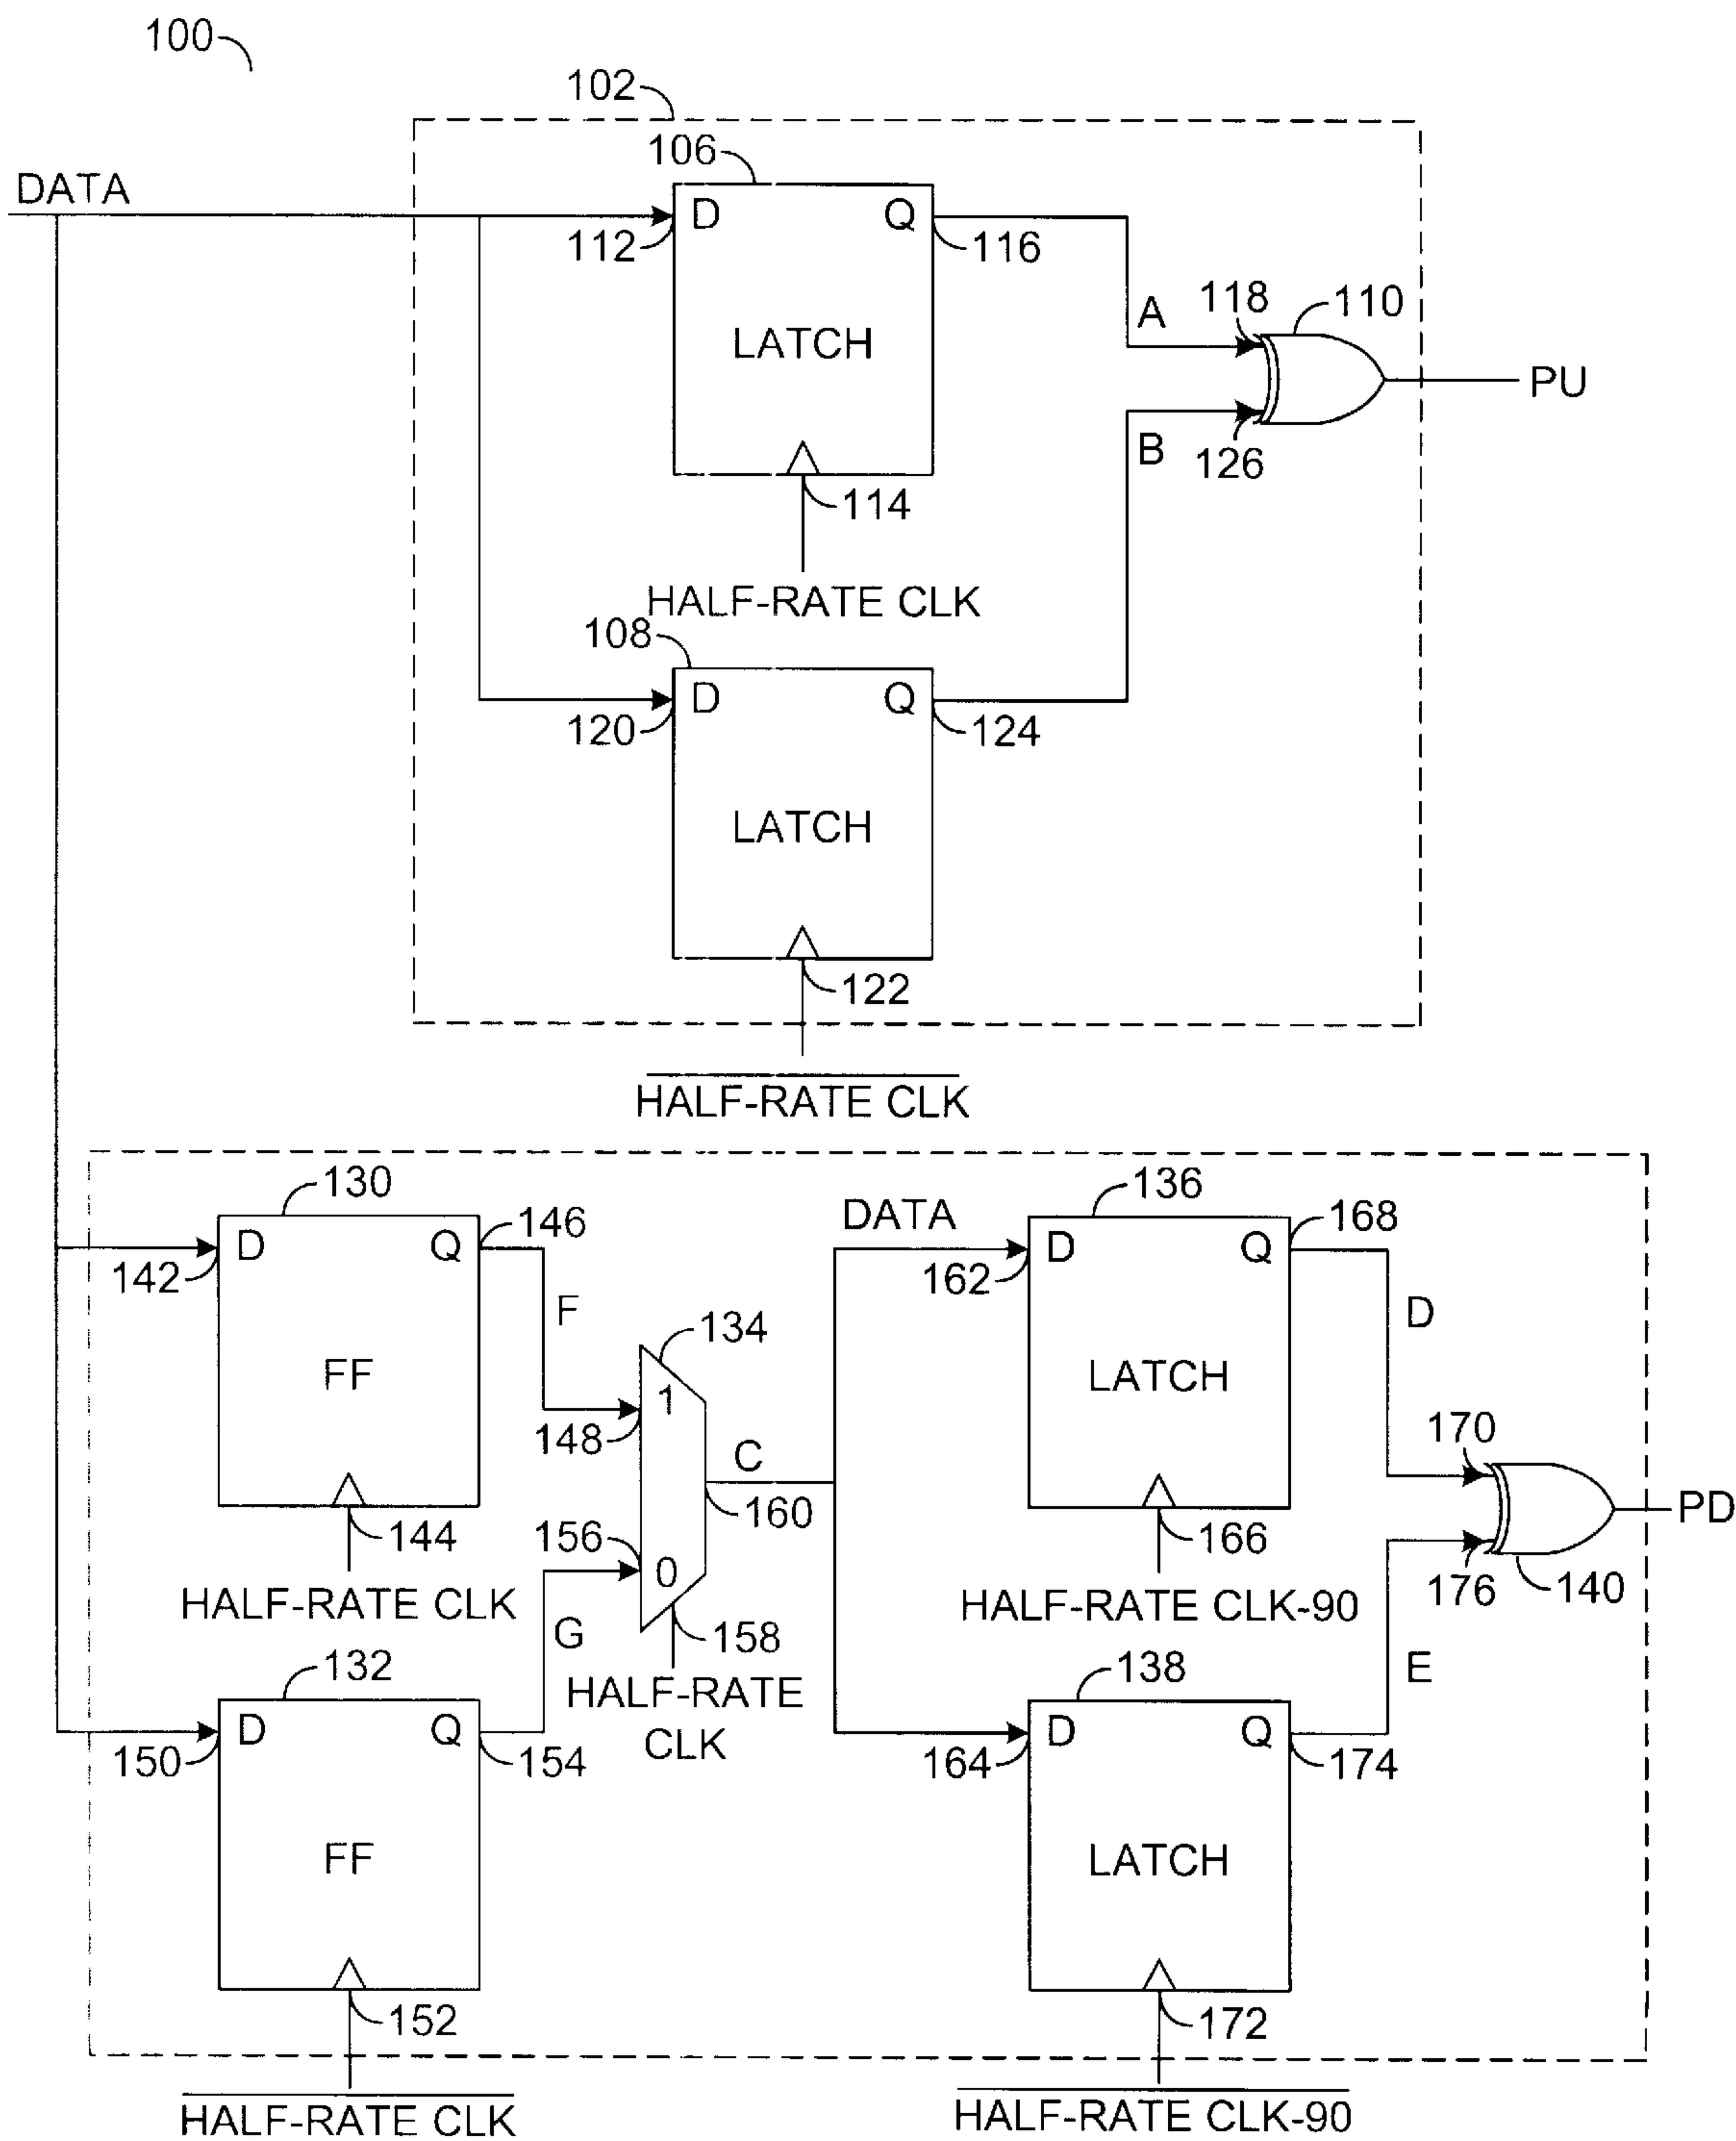 100
102
106
DATA
D
Q
112
116
LATCH
A
118
110
PU
B
126
114
HALF-RATE CLK
108
D
Q
120
124
LATCH
122
HALF-RATE CLK
130
136
DATA
D
Q
146
D
Q
168
142
162
F
134
D
FF
1
LATCH
148
170
C
160
PD
144
156
0
166
176
140
HALF-RATE CLK
HALF-RATE CLK-90
G
158
132
HALF-RATE
CLK
138
E
D
Q
D
Q
150
154
164
174
FF
LATCH
152
172
HALF-RATE CLK
HALF-RATE CLK-90